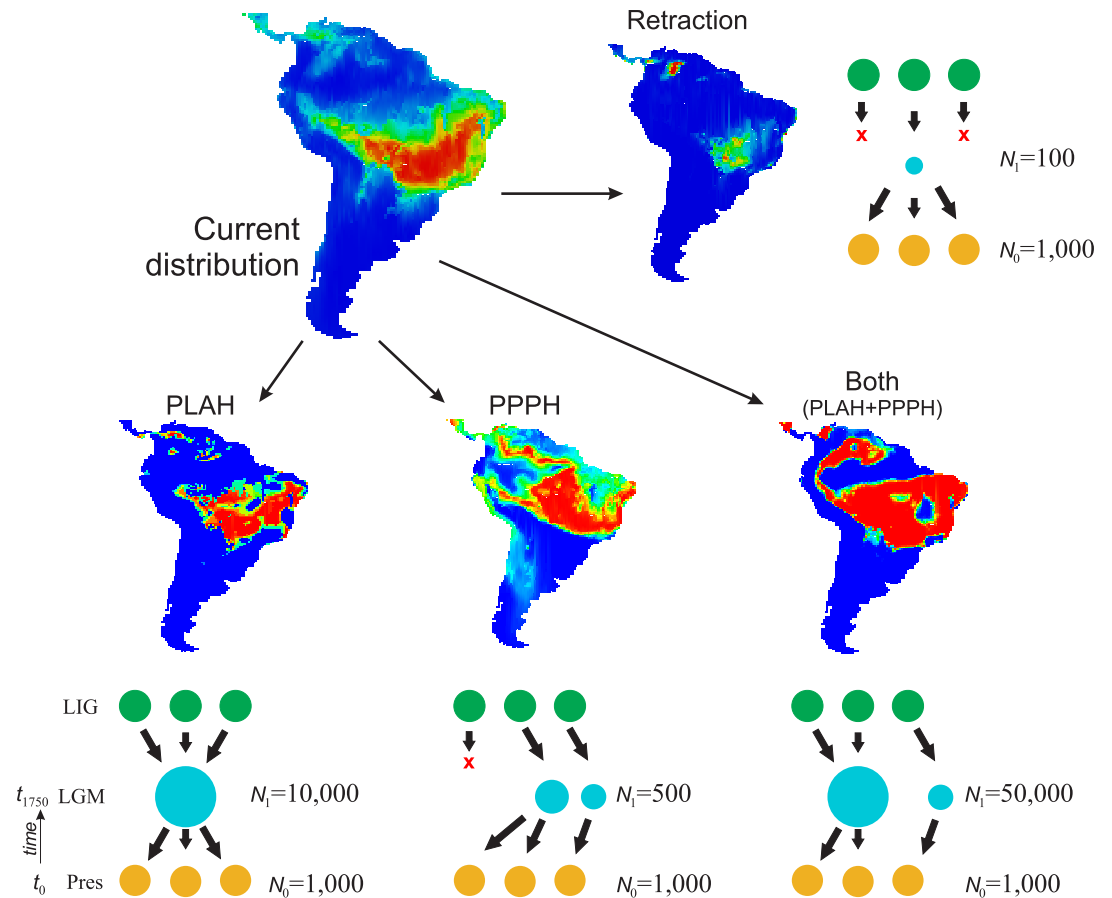 Retraction
x x
N₁=100
N₀=1,000
Current
distribution
PLAH
PPPH
Both
(PLAH+PPPH)
LIG
x
t₁₇₅₀ LGM N₁=10,000 N₁=500 N₁=50,000
time
t₀ Pres N₀=1,000 N₀=1,000 N₀=1,000